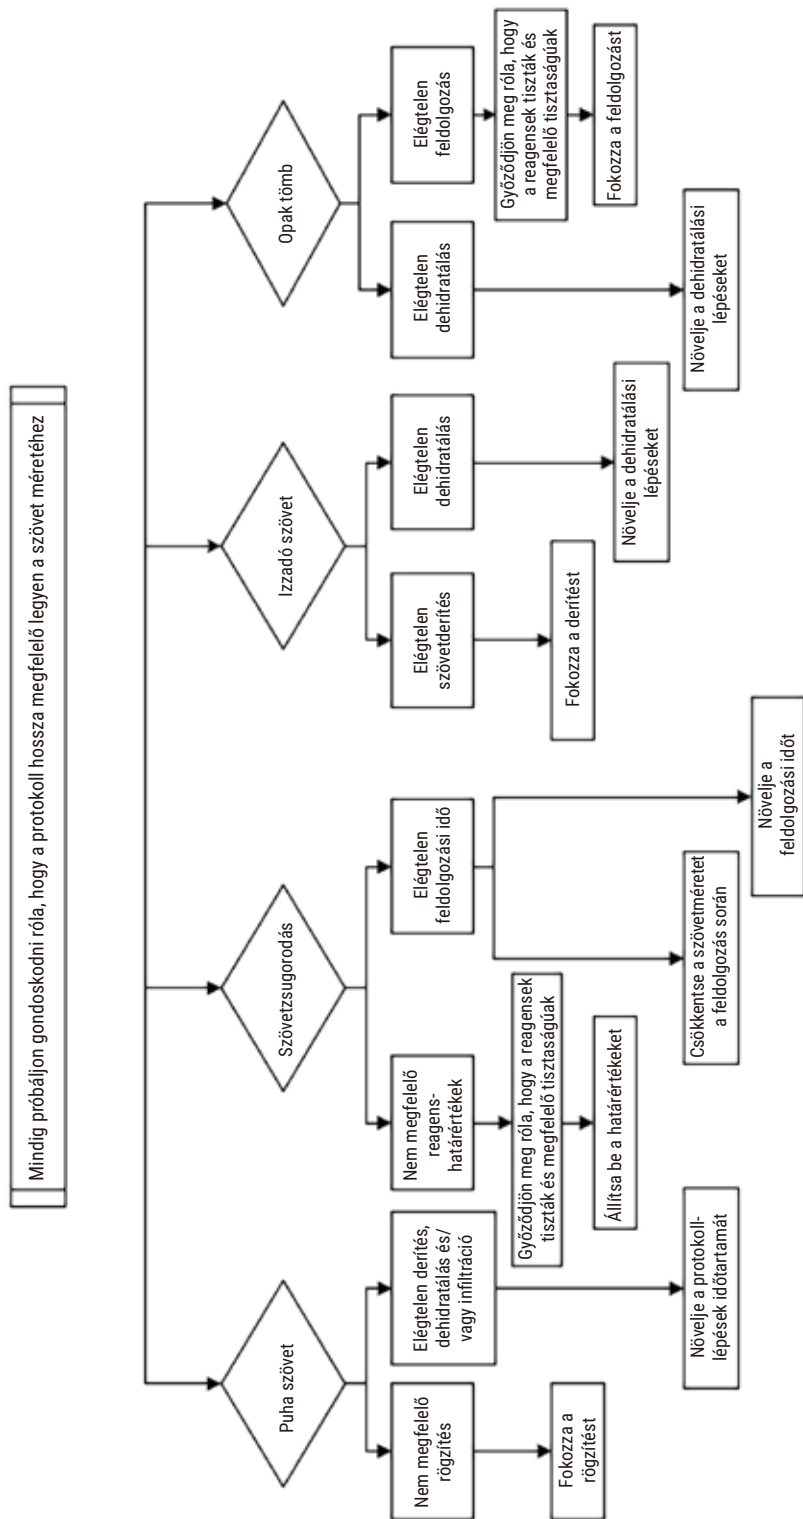 Mindig próbáljon gondoskodni róla, hogy a protokoll hossza megfelelő legyen a szövet méretéhez
Puha szövet
Nem megfelelő
rögzítés
Fokozza a
rögzítést
Elégtelen derítés,
dehidratálás és/
vagy infiltráció
Növelje a protokoll-
lépések időtartamát
Szövetzsugorodás
Nem megfelelő
reagens-
határértékek
Győződjön meg róla, hogy a reagensek
tiszták és megfelelő tisztaságúak
Állítsa be a határértékeket
Elégtelen
feldolgozási idő
Csökkentse a szövetméretet
a feldolgozás során
Növelje a
feldolgozási időt
Izzadó szövet
Elégtelen
szövetderítés
Fokozza a derítést
Elégtelen
dehidratálás
Növelje a dehidratálási
lépéseket
Opak tömb
Elégtelen
dehidratálás
Növelje a dehidratálási
lépéseket
Elégtelen
feldolgozás
Győződjön meg róla, hogy
a reagensek tiszták és
megfelelő tisztaságúak
Fokozza a feldolgozást